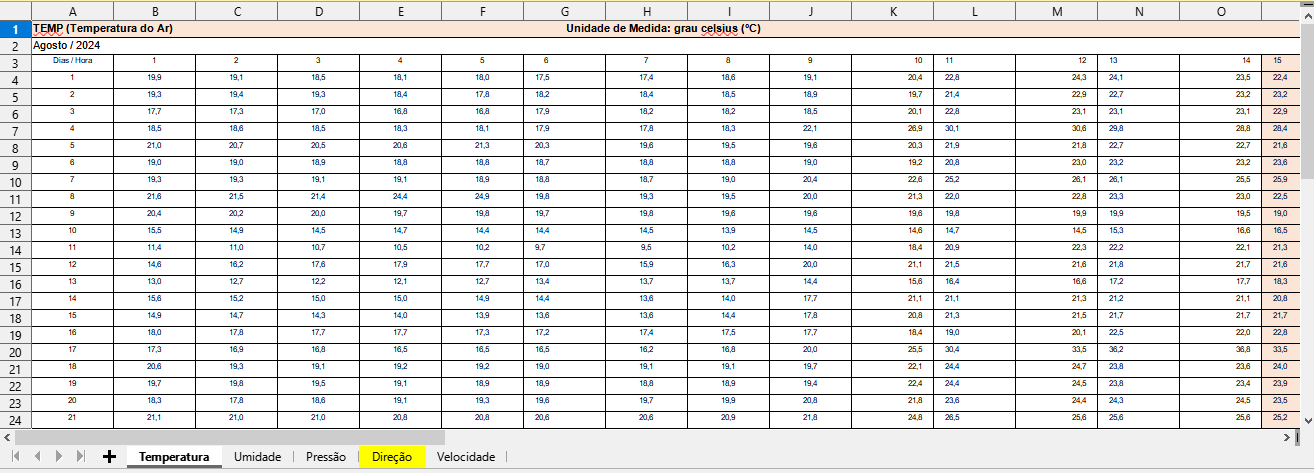 A B C D E F G H I J K L M N O
1 TEMP (Temperatura do Ar) Unidade de Medida: grau celsius (ºC)
2 Agosto / 2024
3 Dias / Hora 1 2 3 4 5 6 7 8 9 10 11 12 13 14 15
4 1 19,9 19,1 18,5 18,1 18,0 17,5 17,4 18,6 19,1 20,4 22,8 24,3 24,1 23,5 22,4
5 2 19,3 19,4 19,3 18,4 17,8 18,2 18,4 18,5 18,9 19,7 21,4 22,9 22,7 23,2 23,2
6 3 17,7 17,3 17,0 16,8 16,8 17,9 18,2 18,2 18,5 20,1 22,8 23,1 23,1 23,1 22,9
7 4 18,5 18,6 18,5 18,3 18,1 17,9 17,8 18,3 22,1 26,9 30,1 30,6 29,8 28,8 28,4
8 5 21,0 20,7 20,5 20,6 21,3 20,3 19,6 19,5 19,6 20,3 21,9 21,8 22,7 22,7 21,6
9 6 19,0 19,0 18,9 18,8 18,8 18,7 18,8 18,8 19,0 19,2 20,8 23,0 23,2 23,2 23,6
10 7 19,3 19,3 19,1 19,1 18,9 18,8 18,7 19,0 20,4 22,6 25,2 26,1 26,1 25,5 25,9
11 8 21,6 21,5 21,4 24,4 24,9 19,8 19,3 19,5 20,0 21,3 22,0 22,8 23,3 23,0 22,5
12 9 20,4 20,2 20,0 19,7 19,8 19,7 19,8 19,6 19,6 19,6 19,8 19,9 19,9 19,5 19,0
13 10 15,5 14,9 14,5 14,7 14,4 14,4 14,5 13,9 14,5 14,6 14,7 14,5 15,3 16,6 16,5
14 11 11,4 11,0 10,7 10,5 10,2 9,7 9,5 10,2 14,0 18,4 20,9 22,3 22,2 22,1 21,3
15 12 14,6 16,2 17,6 17,9 17,7 17,0 15,9 16,3 20,0 21,1 21,5 21,6 21,8 21,7 21,6
16 13 13,0 12,7 12,2 12,1 12,7 13,4 13,7 13,7 14,4 15,6 16,4 16,6 17,2 17,7 18,3
17 14 15,6 15,2 15,0 15,0 14,9 14,4 13,6 14,0 17,7 21,1 21,1 21,3 21,2 21,1 20,8
18 15 14,9 14,7 14,3 14,0 13,9 13,6 13,6 14,4 17,8 20,8 21,3 21,5 21,7 21,7 21,7
19 16 18,0 17,8 17,7 17,7 17,3 17,2 17,4 17,5 17,7 18,4 19,0 20,1 22,5 22,0 22,8
20 17 17,3 16,9 16,8 16,5 16,5 16,5 16,2 16,8 20,0 25,5 30,4 33,5 36,2 36,8 33,5
21 18 20,6 19,3 19,1 19,2 19,2 19,0 19,1 19,1 19,7 22,1 24,4 24,7 23,8 23,6 24,0
22 19 19,7 19,8 19,5 19,1 18,9 18,9 18,8 18,9 19,4 22,4 24,4 24,5 23,8 23,4 23,9
23 20 18,3 17,8 18,6 19,1 19,3 19,6 19,7 19,9 20,8 21,8 23,6 24,4 24,3 24,5 23,5
24 21 21,1 21,0 21,0 20,8 20,8 20,6 20,6 20,9 21,8 24,8 26,5 25,6 25,6 25,6 25,2
Temperatura Umidade Pressão Direção Velocidade